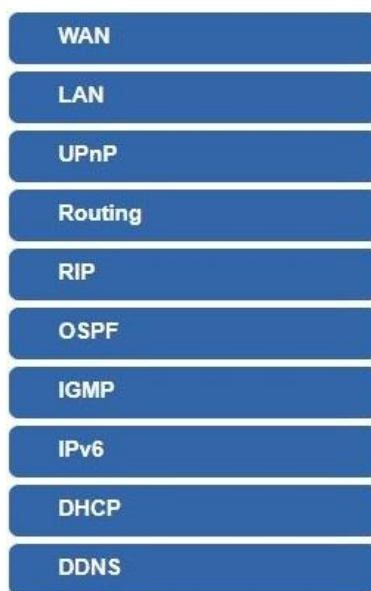 WAN
LAN
UPnP
Routing
RIP
OSPF
IGMP
IPv6
DHCP
DDNS